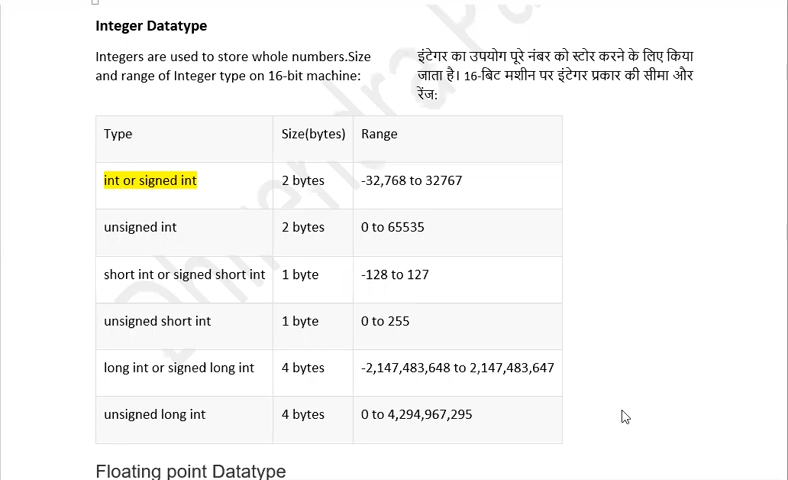 Integer Datatype
Integers are used to store whole numbers.Size
and range of Integer type on 16-bit machine:
इंटेगर का उपयोग पूरे नंबर को स्टोर करने के लिए किया
जाता है। 16-बिट मशीन पर इंटेगर प्रकार की सीमा और
रेंज:
Type Size(bytes) Range
int or signed int 2 bytes -32,768 to 32767
unsigned int 2 bytes 0 to 65535
short int or signed short int 1 byte -128 to 127
unsigned short int 1 byte 0 to 255
long int or signed long int 4 bytes -2,147,483,648 to 2,147,483,647
unsigned long int 4 bytes 0 to 4,294,967,295
Floating point Datatype